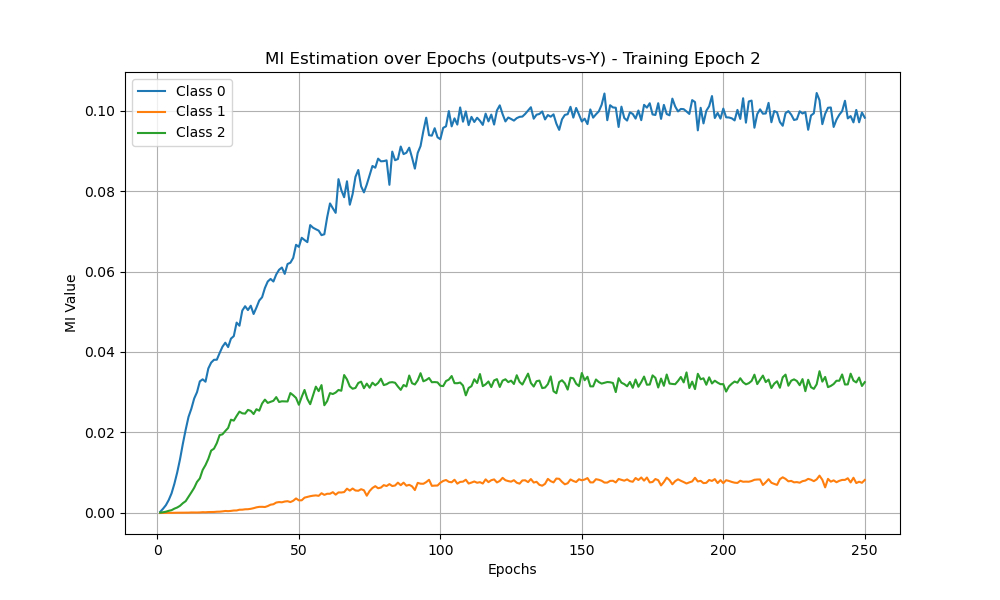 MI Estimation over Epochs (outputs-vs-Y) - Training Epoch 2
Class 0
Class 1
Class 2
MI Value
0.10
0.08
0.06
0.04
0.02
0.00
0
50
100
150
200
250
Epochs